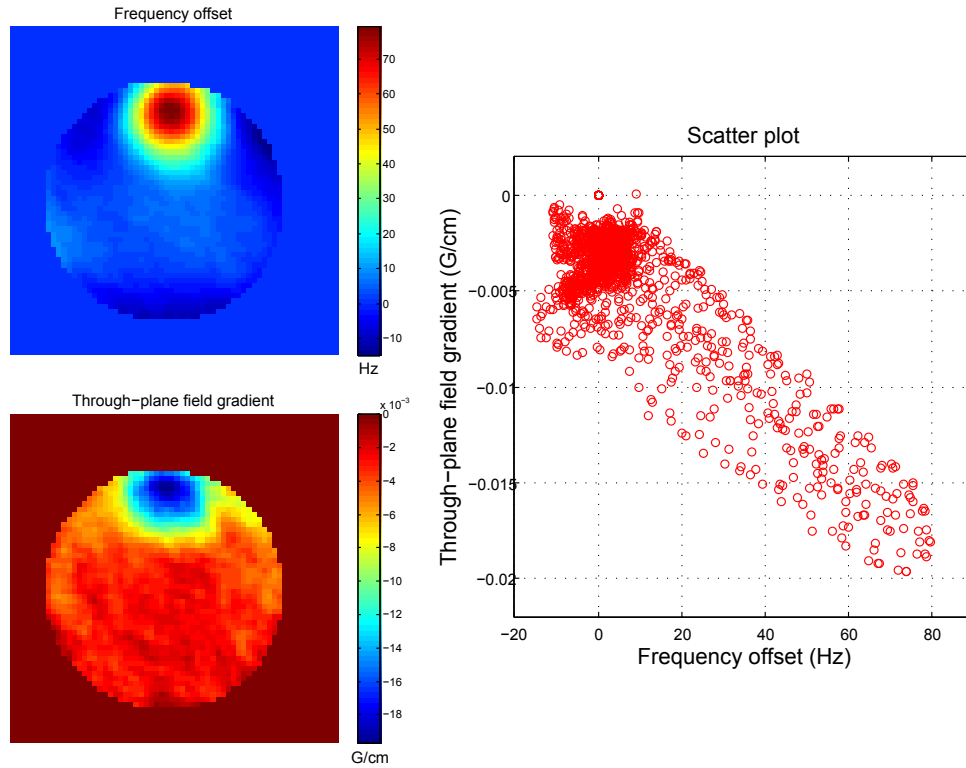 Frequency offset
70
60
50
40
30
20
10
0
−10
Hz
Through−plane field gradient
x 10⁻³
0
−2
−4
−6
−8
−10
−12
−14
−16
−18
G/cm
Scatter plot
Through−plane field gradient (G/cm)
0
−0.005
−0.01
−0.015
−0.02
−20 0 20 40 60 80
Frequency offset (Hz)